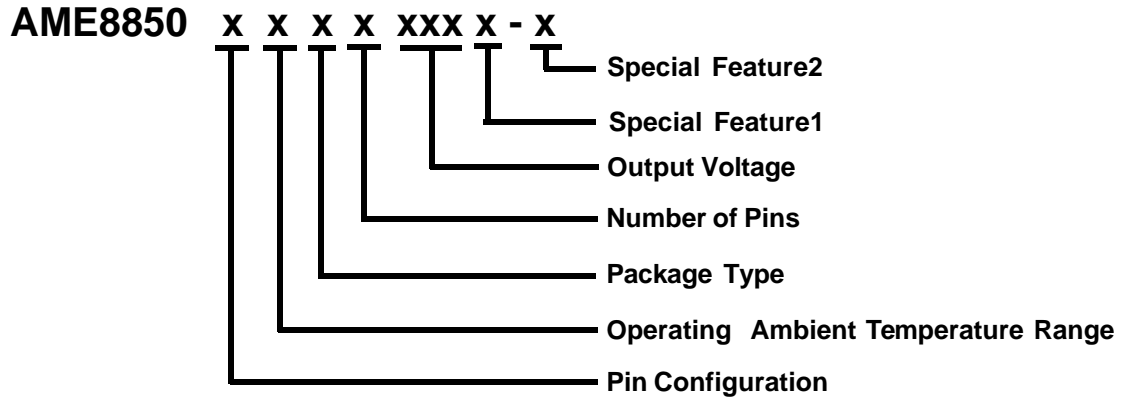 AME8850 x x x x xxx x - x
Special Feature2
Special Feature1
Output Voltage
Number of Pins
Package Type
Operating Ambient Temperature Range
Pin Configuration